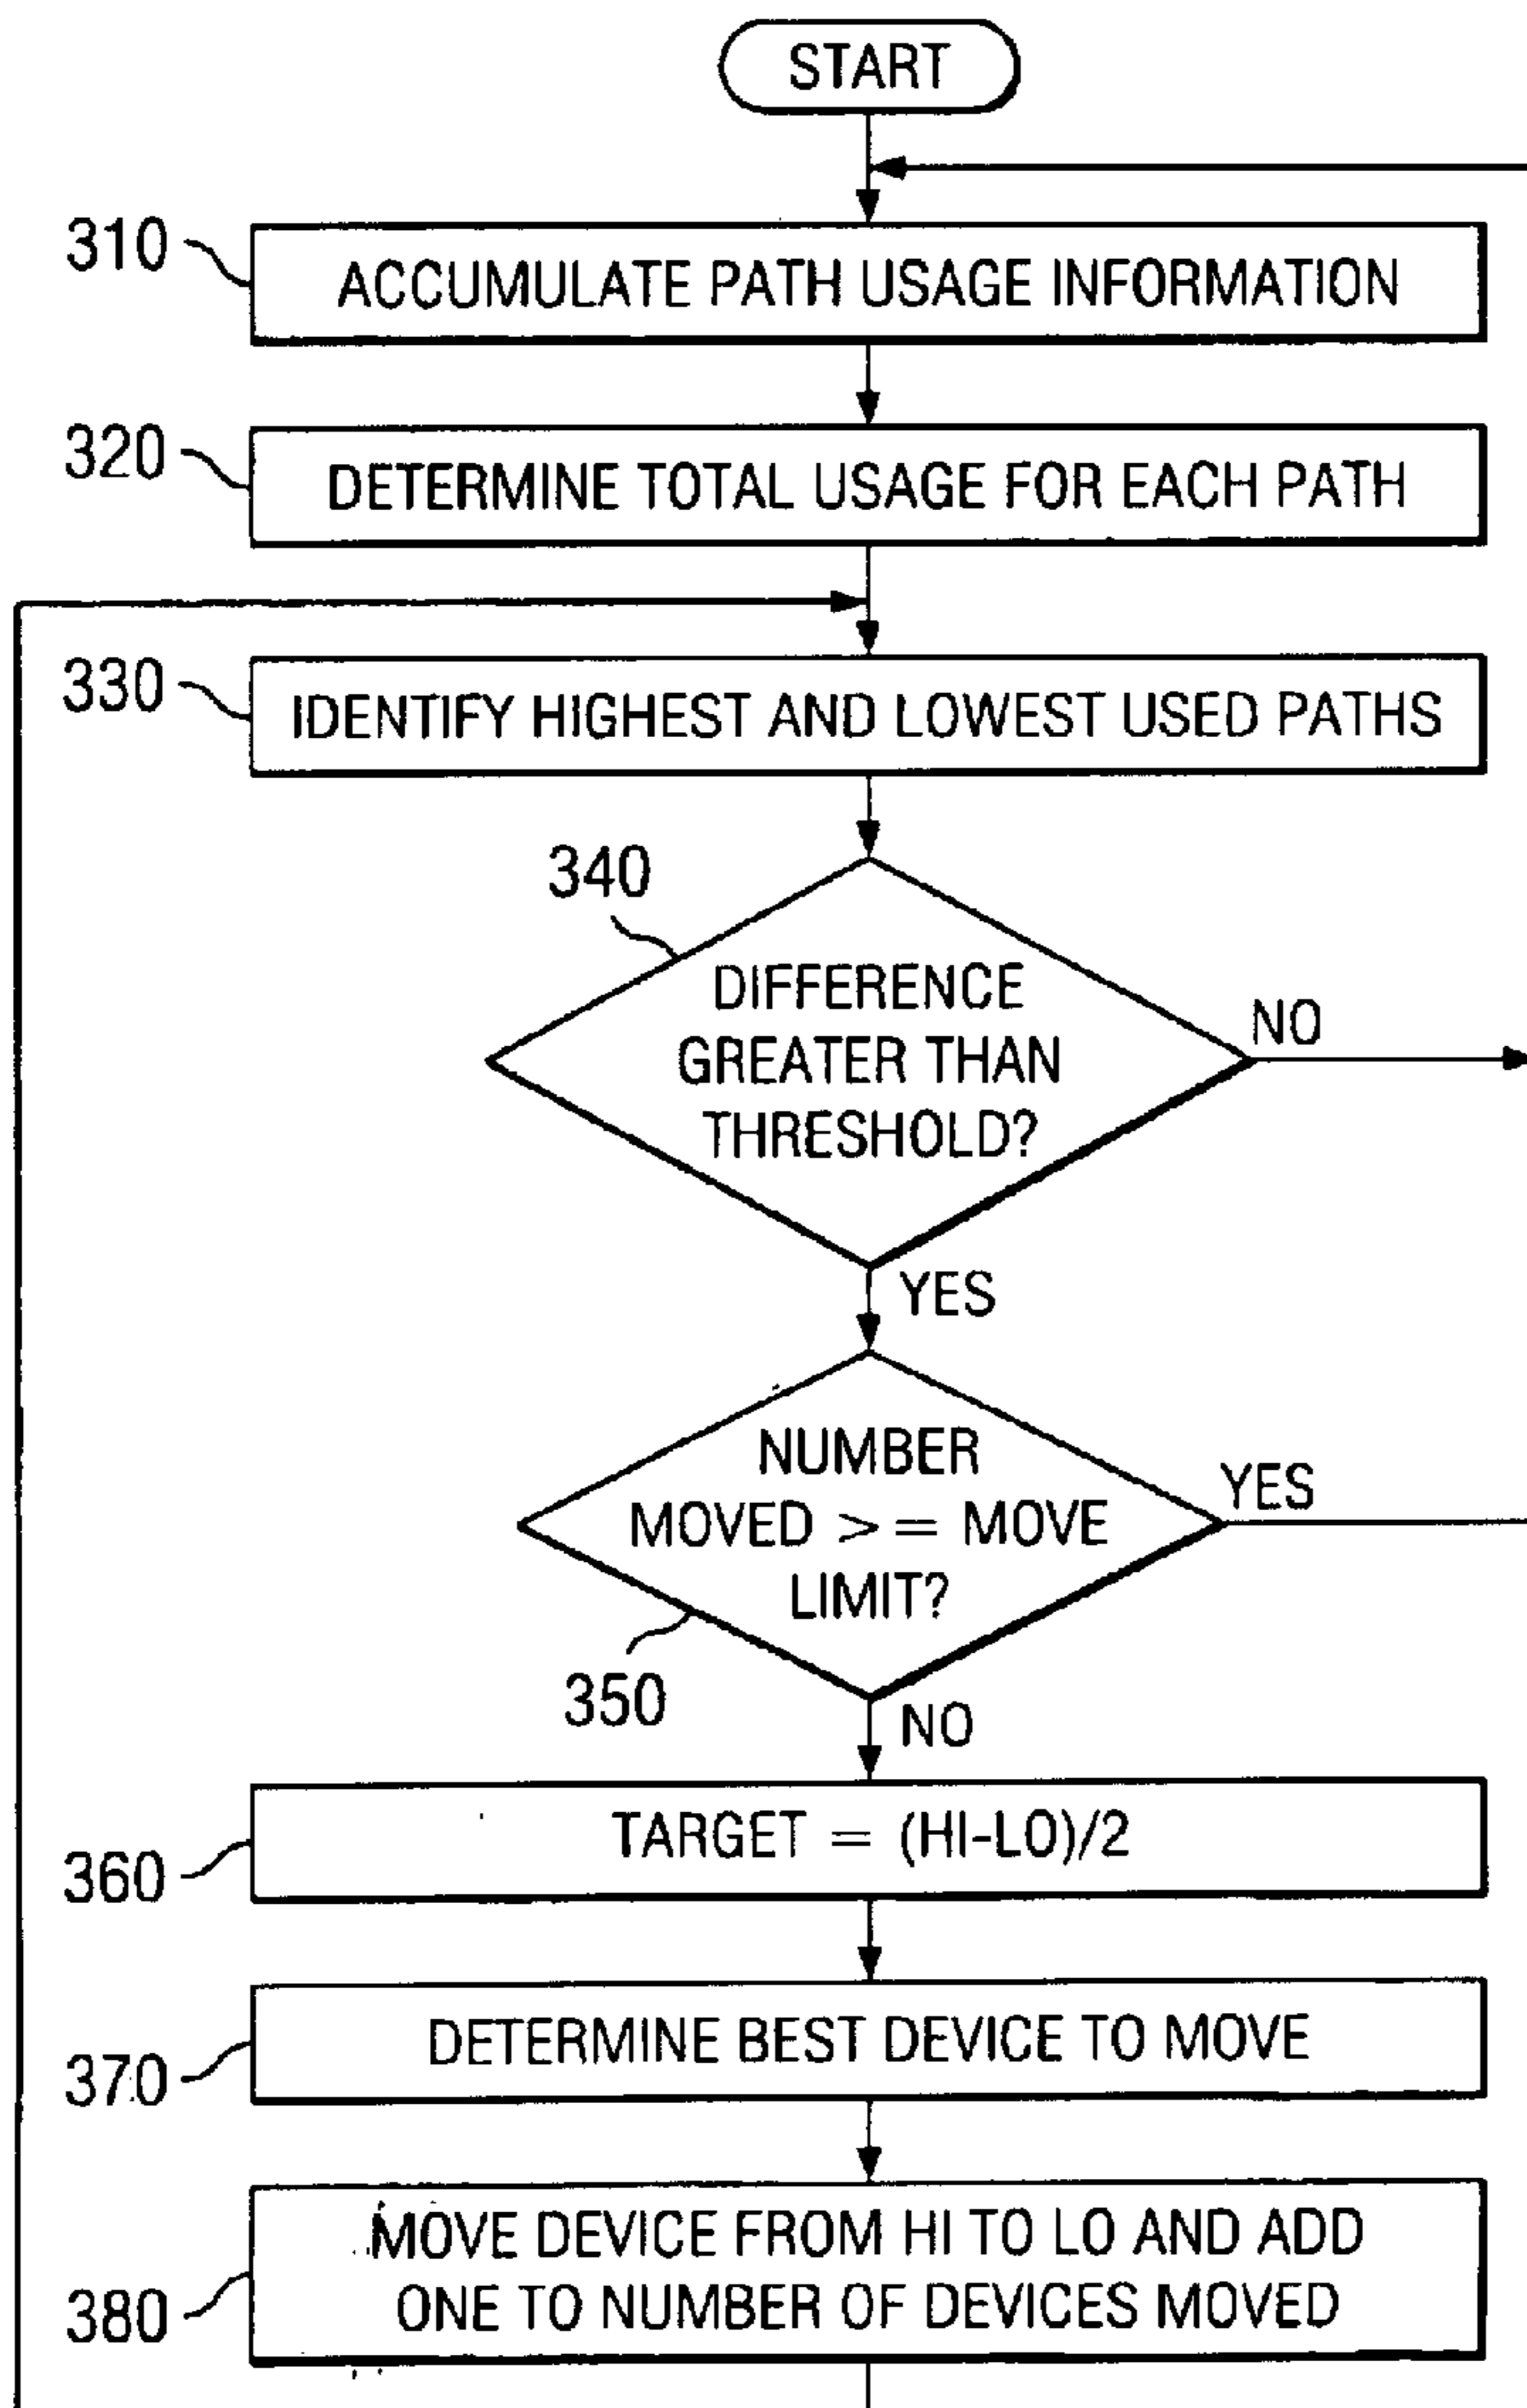 START
310
ACCUMULATE PATH USAGE INFORMATION
320
DETERMINE TOTAL USAGE FOR EACH PATH
330
IDENTIFY HIGHEST AND LOWEST USED PATHS
340
DIFFERENCE
GREATER THAN
THRESHOLD?
NO
YES
NUMBER
MOVED >= MOVE
LIMIT?
YES
350
NO
TARGET = (HI-LO)/2
360
DETERMINE BEST DEVICE TO MOVE
370
MOVE DEVICE FROM HI TO LO AND ADD
ONE TO NUMBER OF DEVICES MOVED
380